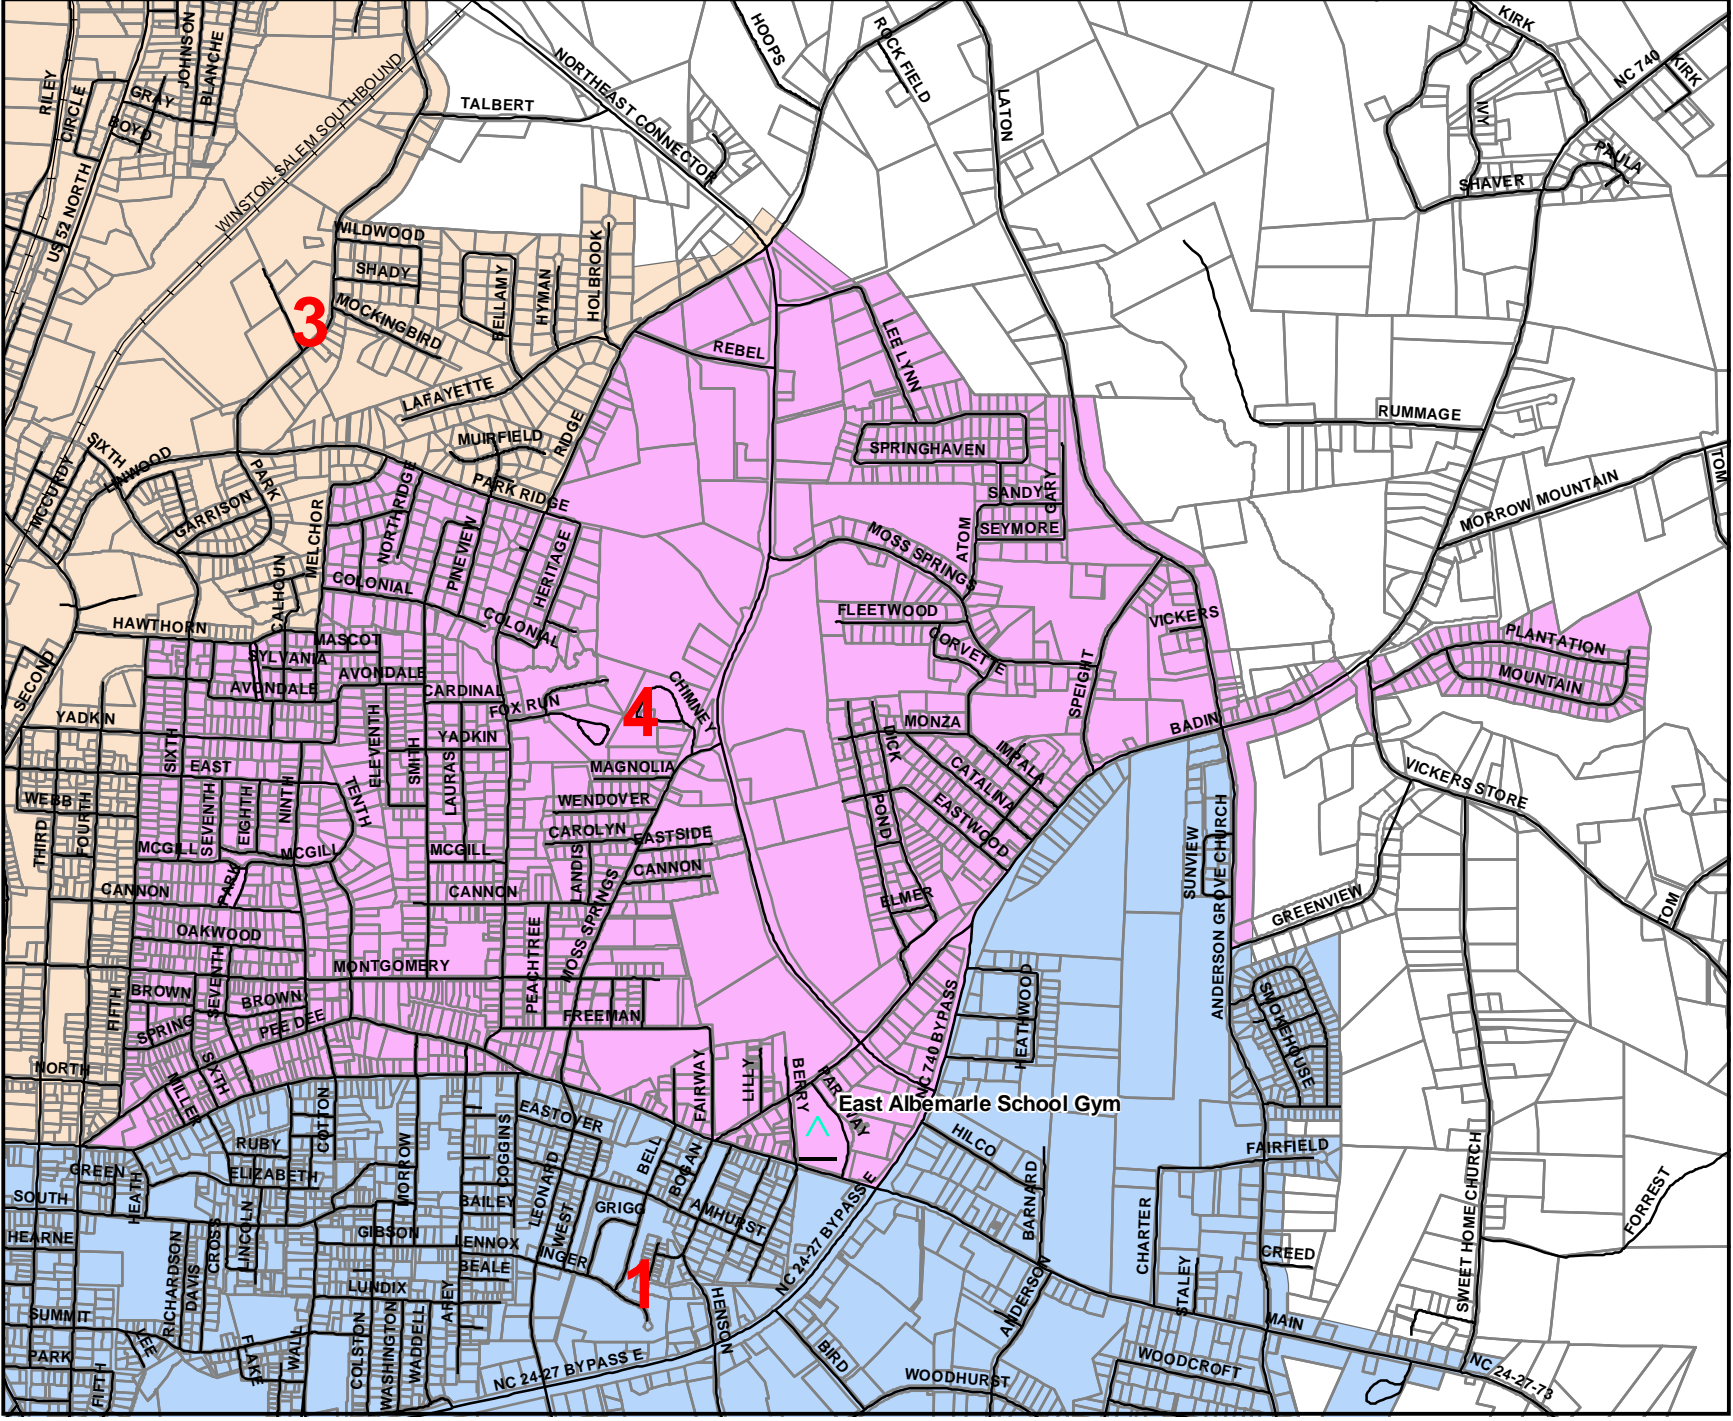 HOOPS
ROCK FIELD
KIRK
NC 740
KIRK
RILEY
CIRCLE
JOHNSON
BLANCHE
GRAY
BOYD
WINSTON-SALEM SOUTHBOUND
TALBERT
NORTHEAST CONNECTOR
LATON
IVY
PAULA
SHAVER
US 52 NORTH
WILDWOOD
SHADY
MOCKINGBIRD
BELLAMY
HYMAN
HOLBROOK
3
REBEL
LEE LYNN
LAFAYETTE
RUMMAGE
MUIRFIELD
RIDGE
SPRINGHAVEN
SIXTH
LINWOOD
MCCURDY
PARK
GARRISON
PARK RIDGE
SANDY
GARY
MORROW MOUNTAIN
TOM
MELCHOR
NORTHRIDGE
PINEVIEW
HERITAGE
SEYMORE
ATOM
MOSS SPRINGS
COLONIAL
CALHOUN
COLONIAL
FLEETWOOD
CORVETTE
VICKERS
HAWTHORN
MASCOT
SYLVANIA
AVONDALE
AVONDALE
PLANTATION
MOUNTAIN
SECOND
CARDINAL
FOX RUN
CHIMNEY
4
SPEIGHT
BADIN
YADKIN
YADKIN
MONZA
DICK
IMPALA
CATALINA
EASTWOOD
SIXTH
EAST
ELEVENTH
SMITH
LAURAS
MAGNOLIA
VICKERS STORE
WEBB
THIRD
FOURTH
SEVENTH
EIGHTH
NINTH
TENTH
WENDOVER
CAROLYN
EASTSIDE
POND
SUNVIEW
ANDERSON GROVE CHURCH
MCGILL
MCGILL
MCGILL
PARK
CANNON
CANNON
CANNON
LANDIS
MOSS SPRINGS
ELMER
GREENVIEW
TOM
OAKWOOD
MONTGOMERY
PEACHTREE
SEVENTH
BROWN
BROWN
FIFTH
SPRING
PEE DEE
FREEMAN
HEATHWOOD
SMOKEHOUSE
NC 740 BYPASS
NORTH
SIXTH
MILLER
FAIRWAY
LILLY
BERRY
PARKWAY
East Albemarle School Gym
COTTON
EASTOVER
COGGINS
RUBY
BELL
BOGAN
HILCO
FAIRFIELD
GREEN
ELIZABETH
MORROW
LEONARD
BARNARD
SOUTH
HEATH
BAILEY
WEST
GRIGG
AMHURST
CHARTER
SWEET HOME CHURCH
FORREST
HEARNE
RICHARDSON
DAVIS
CROSS
LINCOLN
GIBSON
LENNOX
INGER
BEALE
1
NC 24-27 BYPASS E
ANDERSON
STALEY
CREED
LUNDIX
AREY
SUMMIT
LEE
FLAKE
WALL
COLSTON
WASHINGTON
WADDELL
HENSON
BIRD
MAIN
PARK
FIFTH
NC 24-27 BYPASS E
WOODHURST
WOODCROFT
NC 24-27-73